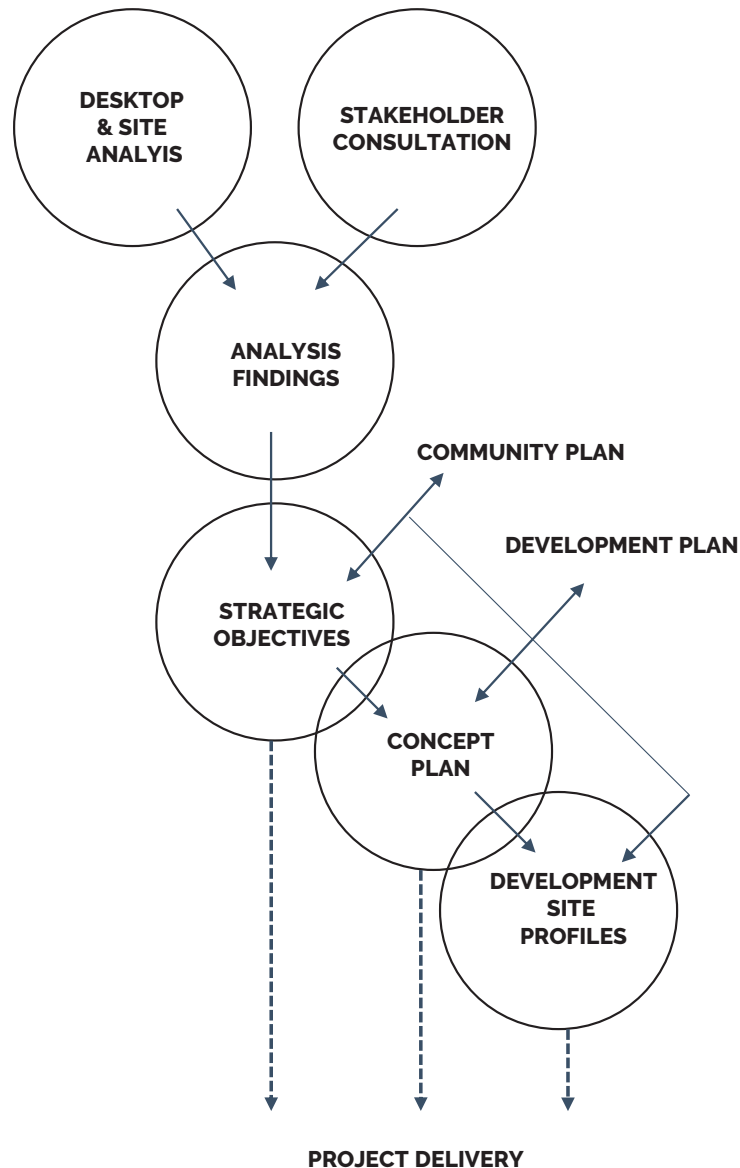 DESKTOP
& SITE
ANALYIS
STAKEHOLDER
CONSULTATION
ANALYSIS
FINDINGS
COMMUNITY PLAN
DEVELOPMENT PLAN
STRATEGIC
OBJECTIVES
CONCEPT
PLAN
DEVELOPMENT
SITE
PROFILES
PROJECT DELIVERY